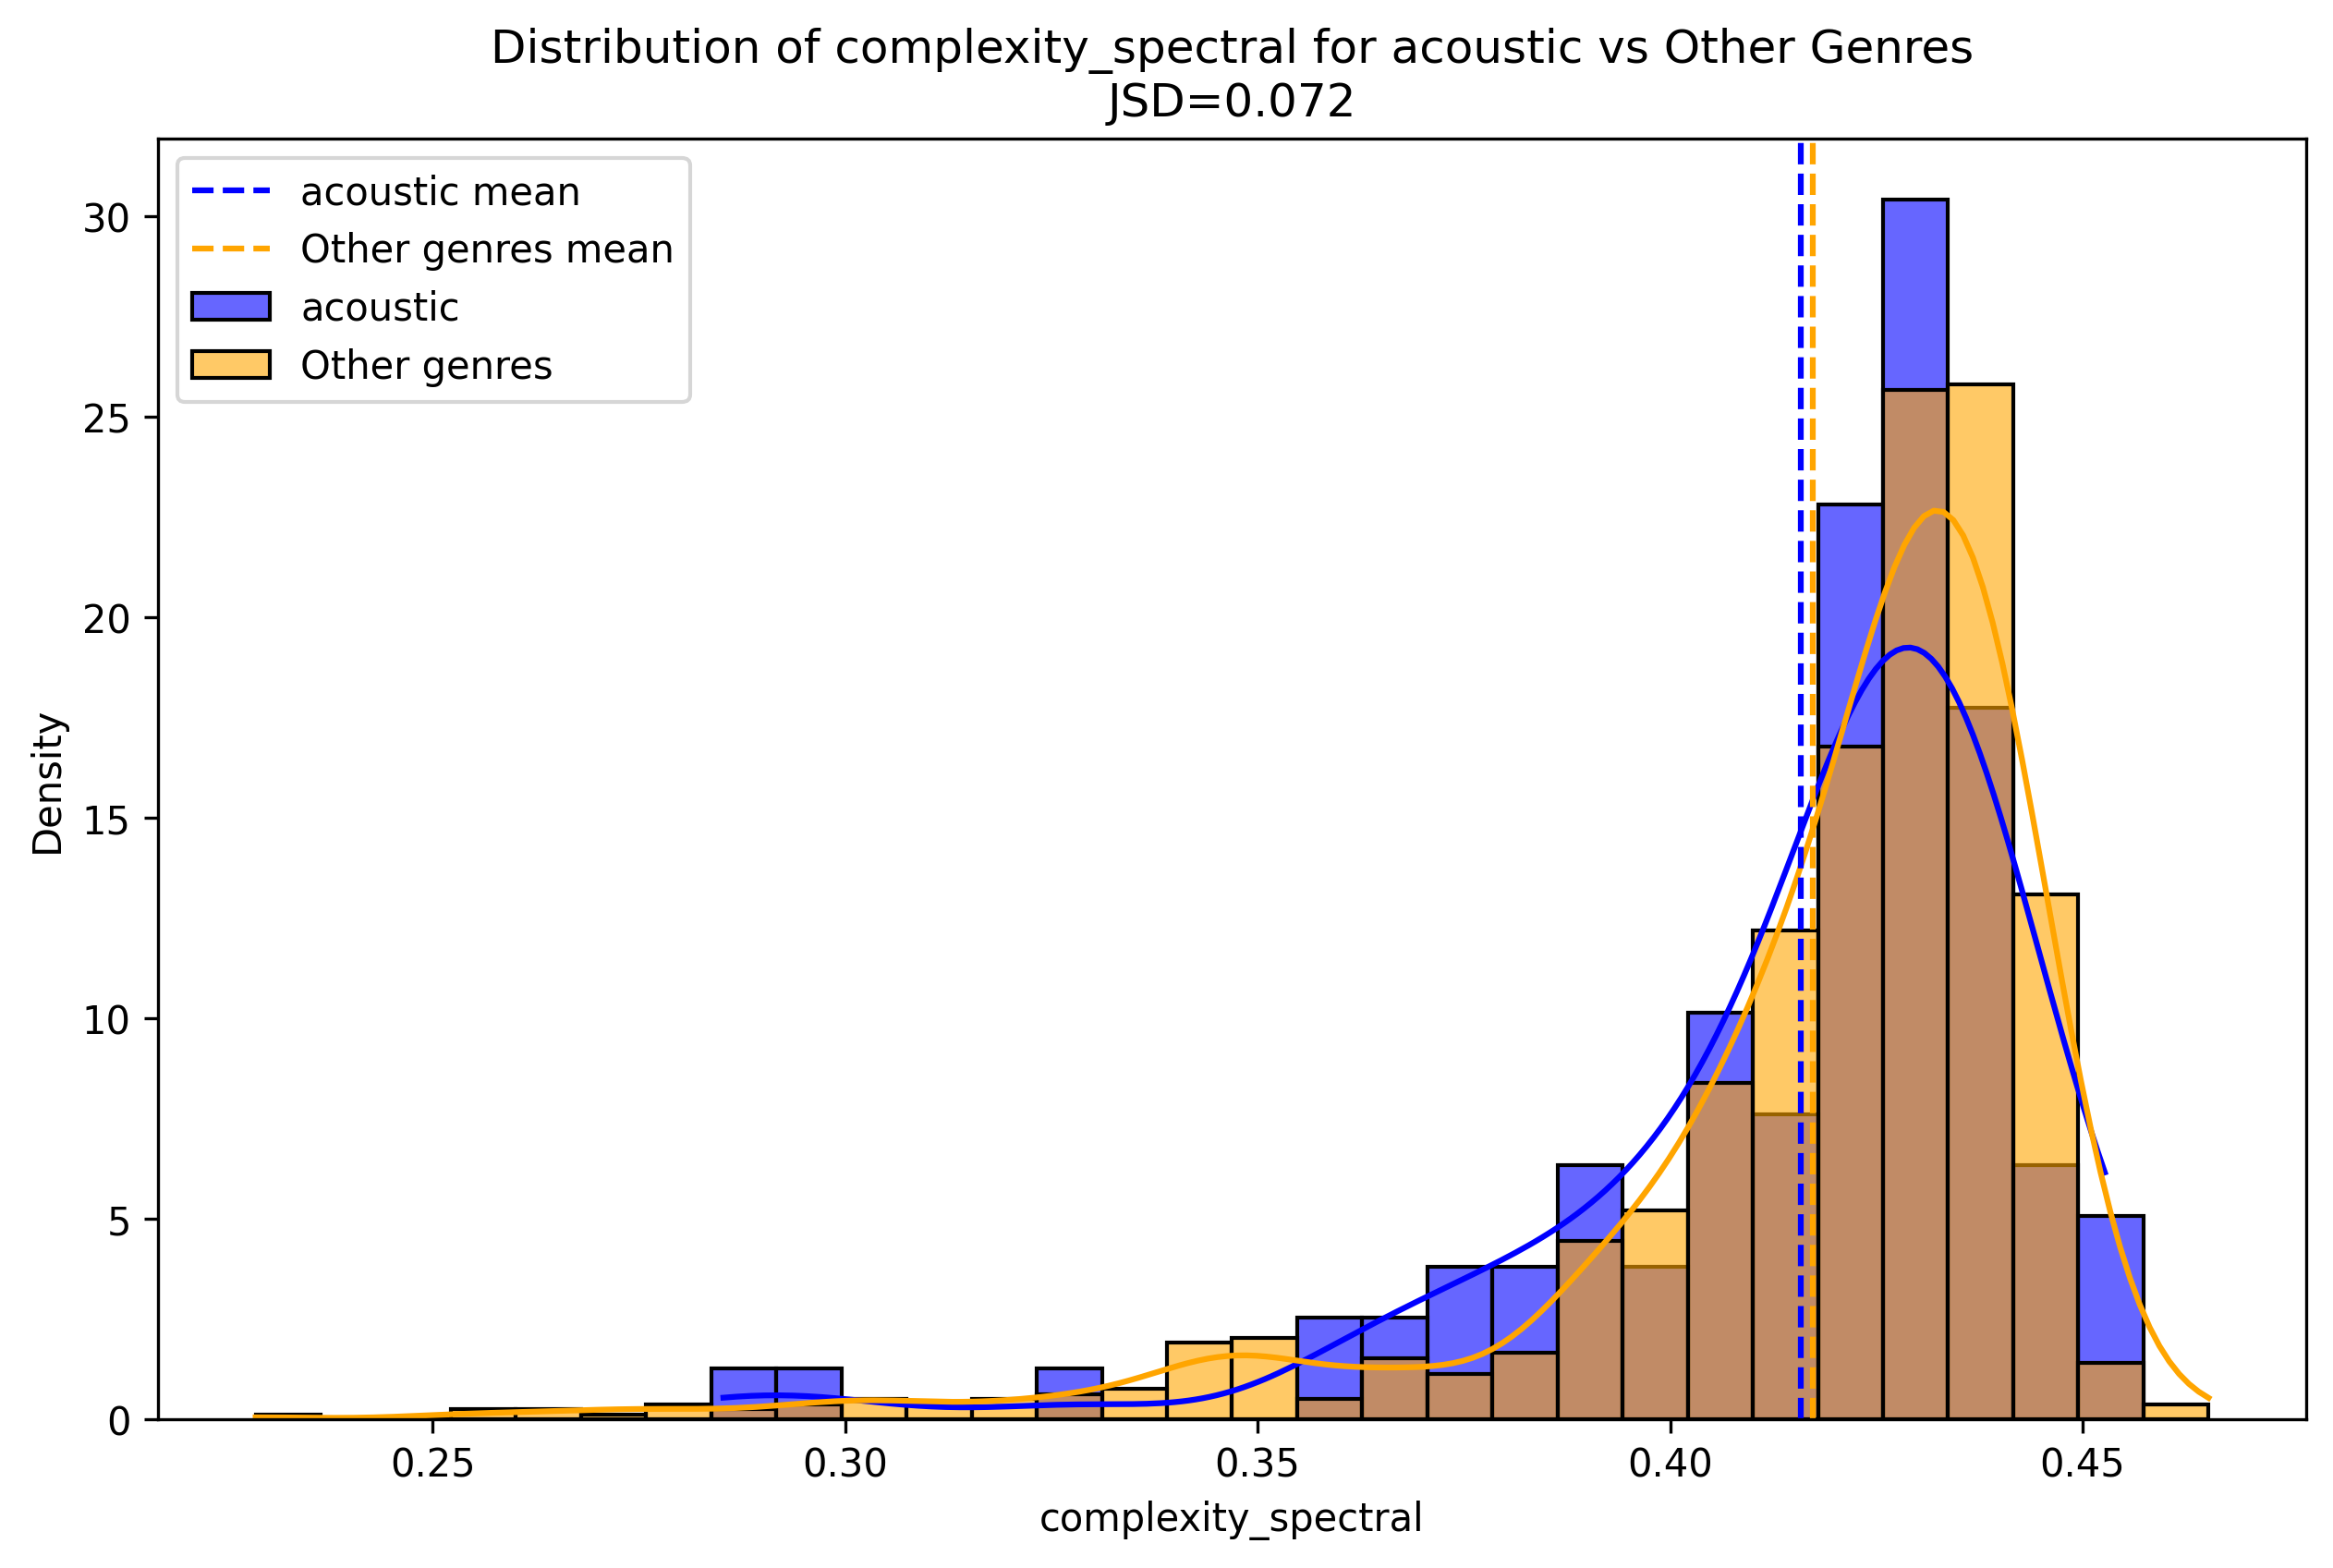 Distribution of complexity_spectral for acoustic vs Other Genres
JSD=0.072
acoustic mean
Other genres mean
acoustic
Other genres
Density
30
25
20
15
10
5
0
0.25 0.30 0.35 0.40 0.45
complexity_spectral